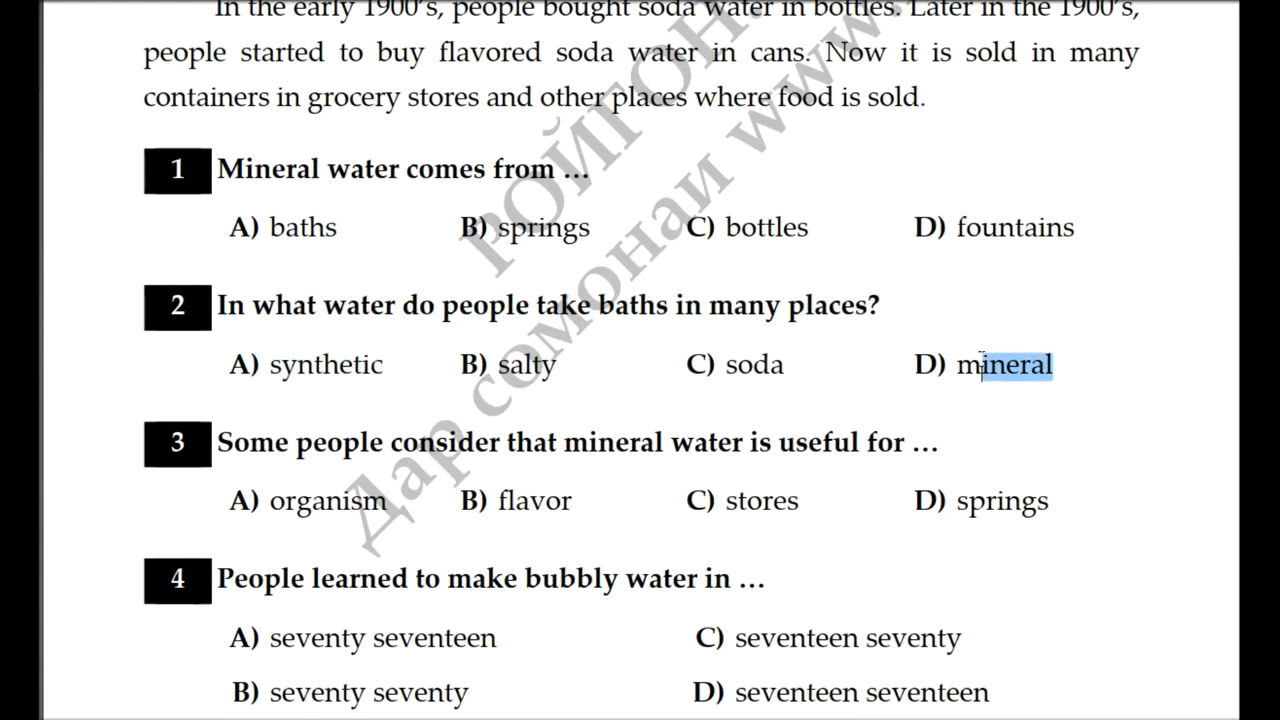 In the early 1900's, people bought soda water in bottles. Later in the 1900's,
people started to buy flavored soda water in cans. Now it is sold in many
containers in grocery stores and other places where food is sold.
1 Mineral water comes from …
A) baths B) springs C) bottles D) fountains
2 In what water do people take baths in many places?
A) synthetic B) salty C) soda D) mineral
3 Some people consider that mineral water is useful for …
A) organism B) flavor C) stores D) springs
4 People learned to make bubbly water in …
A) seventy seventeen C) seventeen seventy
B) seventy seventy D) seventeen seventeen
РОЙГОН.
Дар сомонаи www.